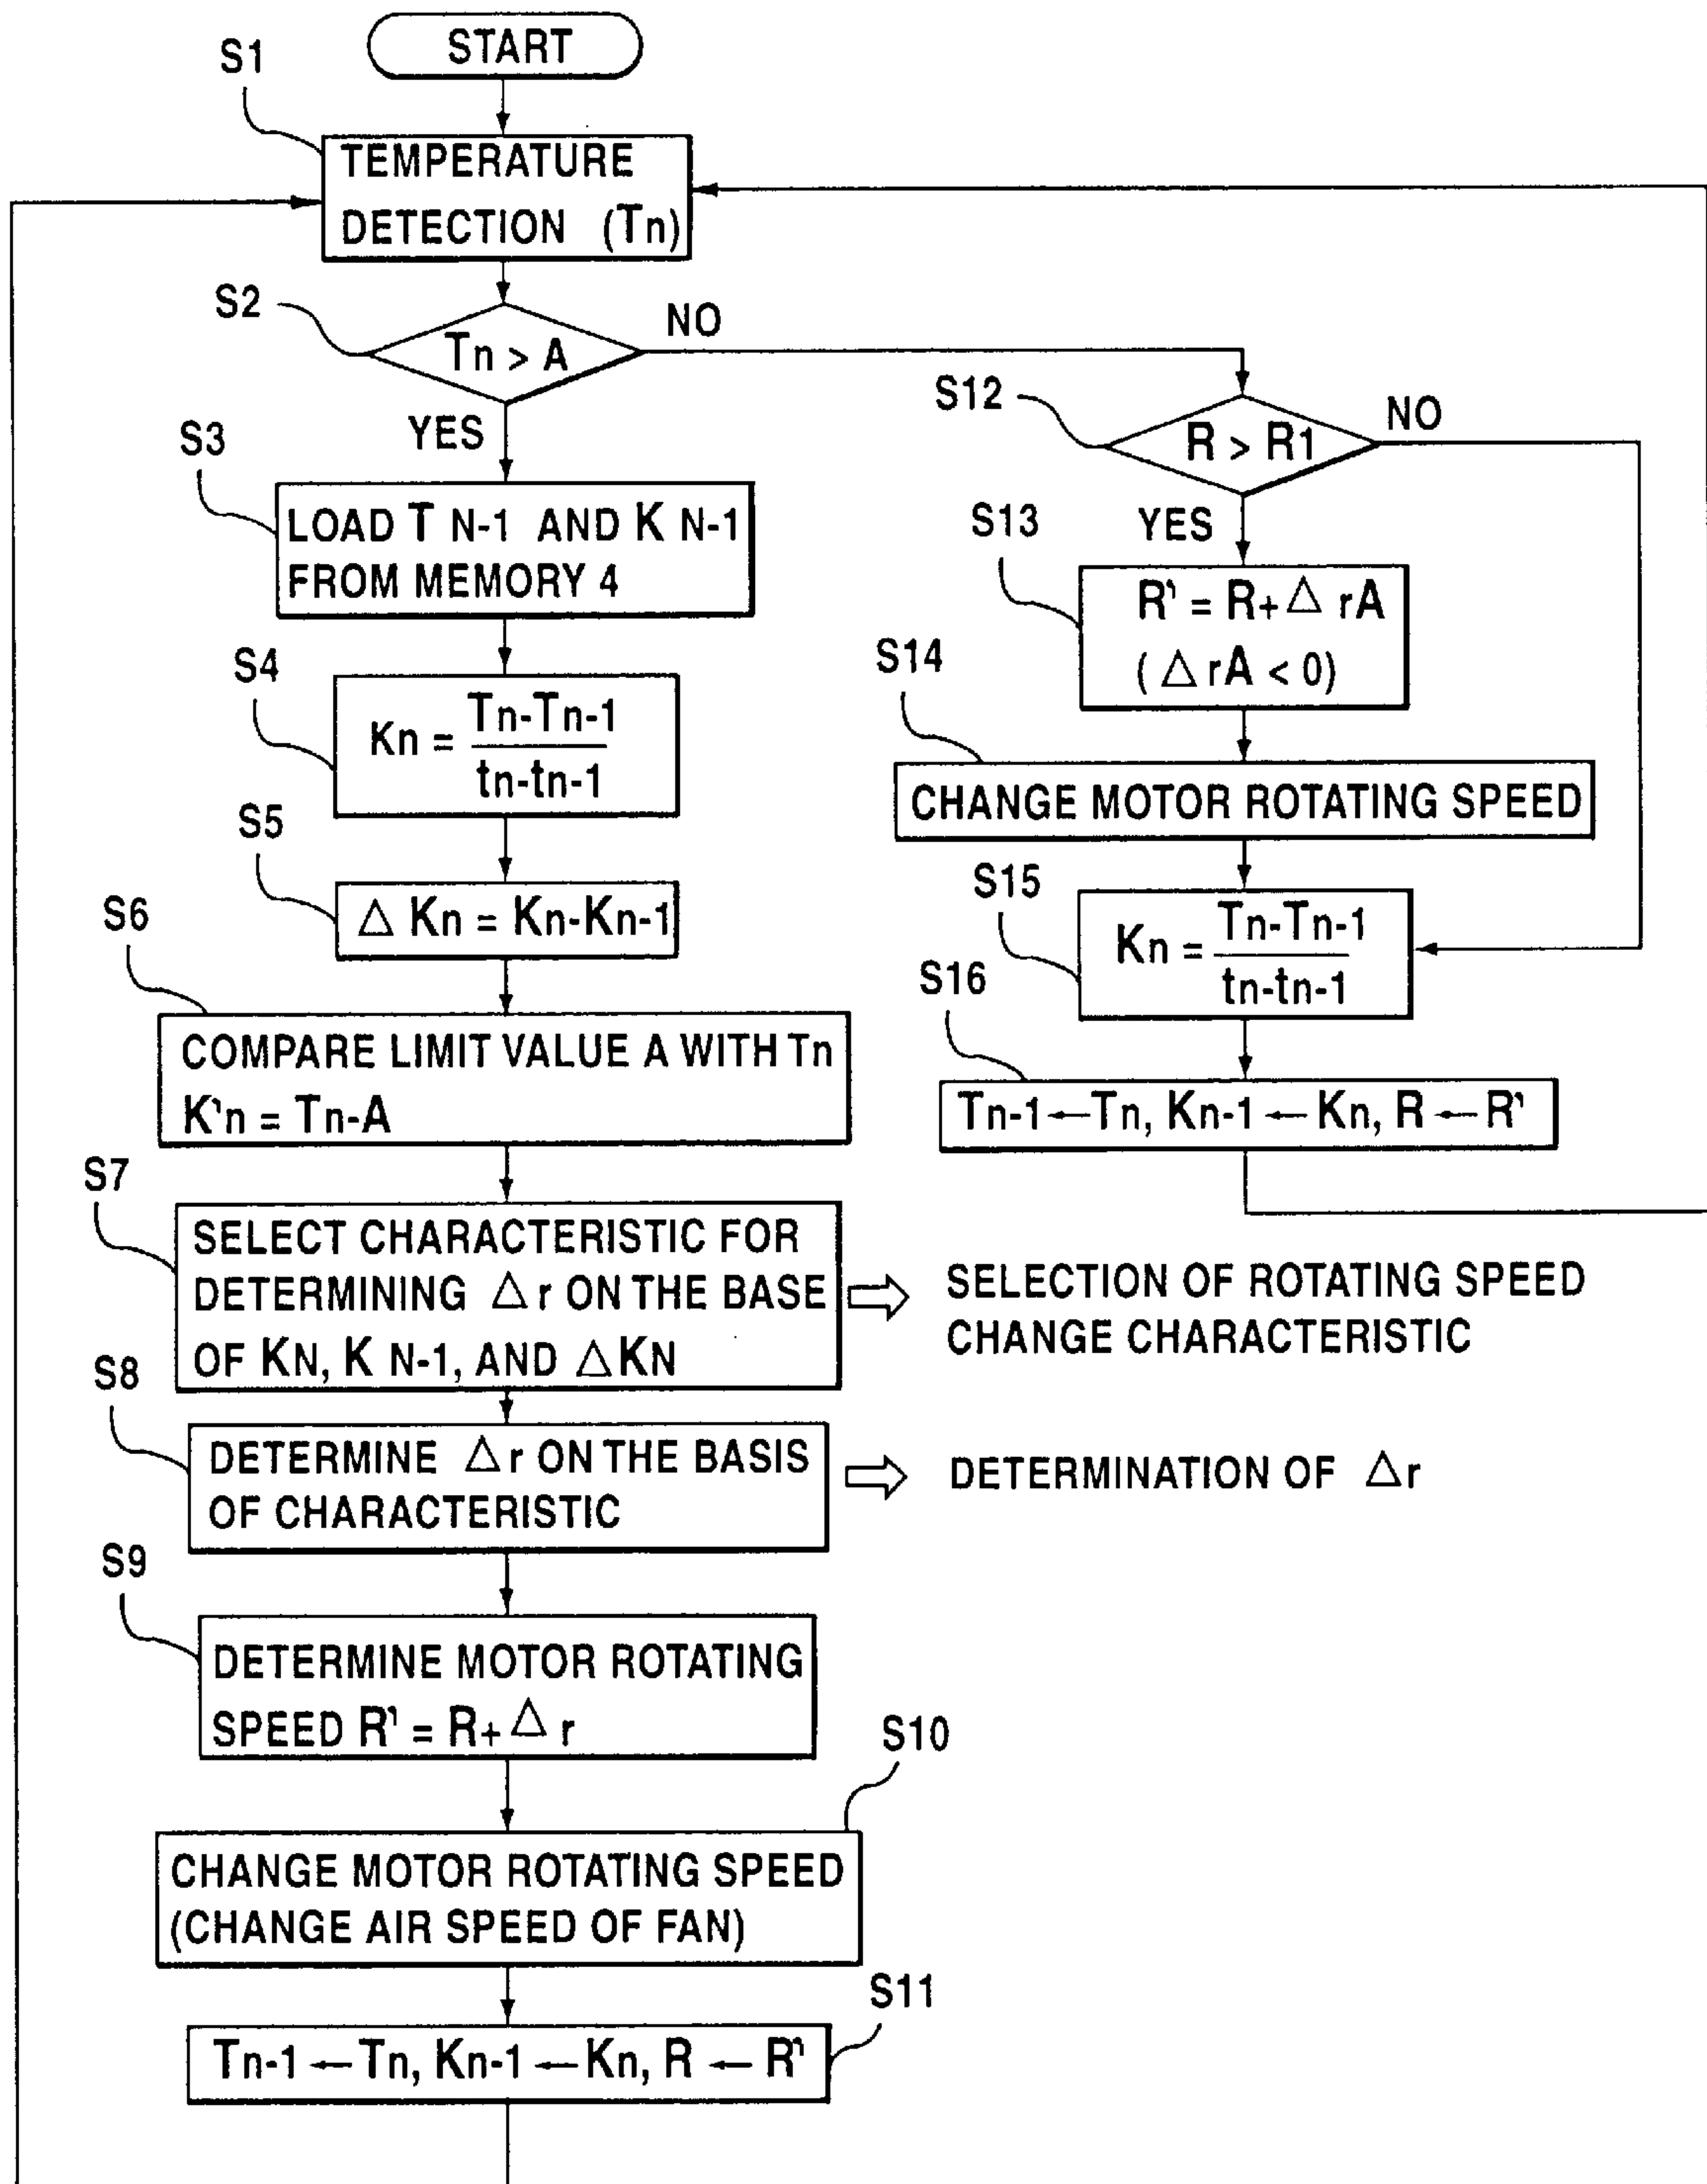 START
S1
TEMPERATURE
DETECTION (Tn)
S2
Tn > A
NO
YES
S3
LOAD T N-1 AND K N-1
FROM MEMORY 4
S4
Kn = Tn-Tn-1
tn-tn-1
S5
△ Kn = Kn-Kn-1
S6
COMPARE LIMIT VALUE A WITH Tn
K'n = Tn-A
S7
SELECT CHARACTERISTIC FOR
DETERMINING △r ON THE BASE
OF KN, K N-1, AND △KN
SELECTION OF ROTATING SPEED
CHANGE CHARACTERISTIC
S8
DETERMINE △r ON THE BASIS
OF CHARACTERISTIC
DETERMINATION OF △r
S9
DETERMINE MOTOR ROTATING
SPEED R' = R+ △ r
S10
CHANGE MOTOR ROTATING SPEED
(CHANGE AIR SPEED OF FAN)
S11
Tn-1 ← Tn, Kn-1 ← Kn, R ← R'
S12
R > R1
NO
YES
S13
R' = R+ △ rA
( △ rA < 0)
S14
CHANGE MOTOR ROTATING SPEED
S15
Kn = Tn-Tn-1
tn-tn-1
S16
Tn-1 ← Tn, Kn-1 ← Kn, R ← R'